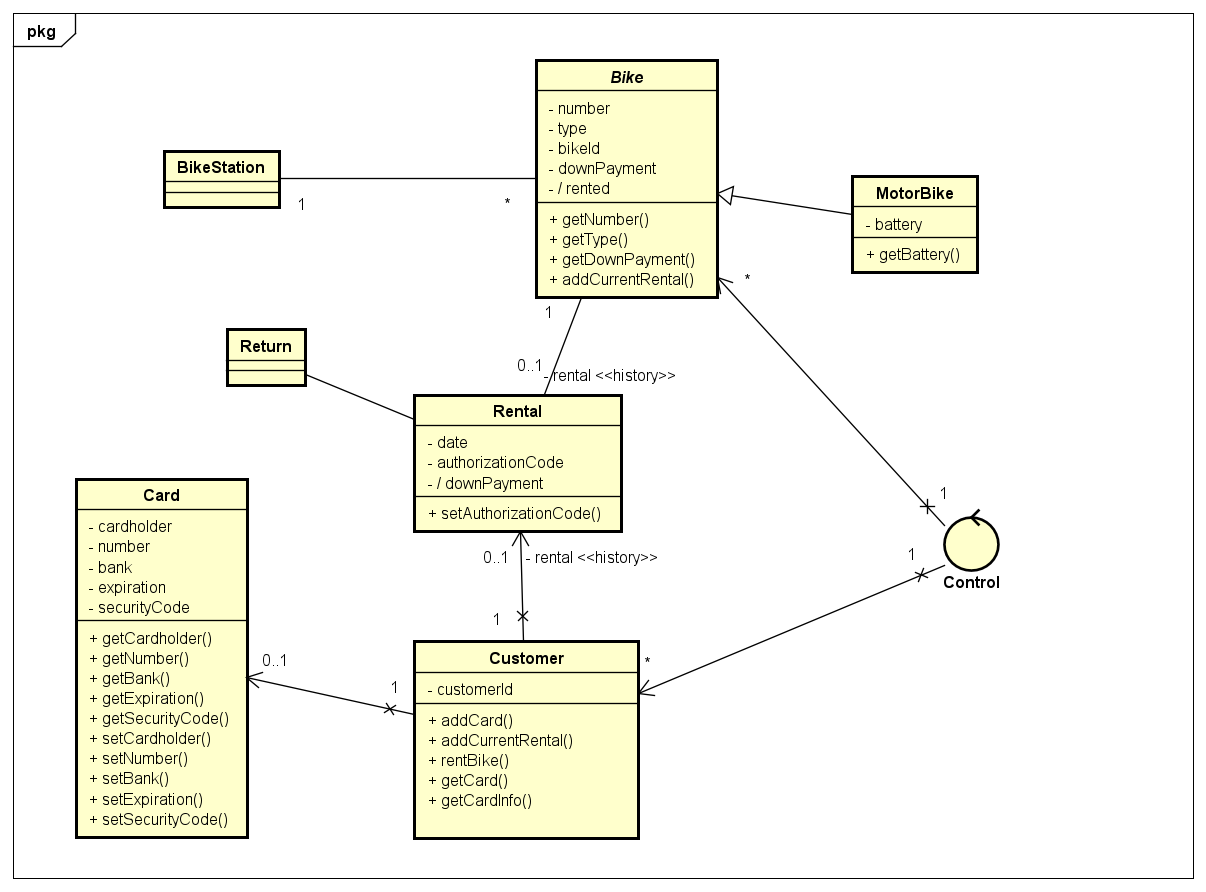 pkg
Bike
- number
- type
- bikeId
- downPayment
- / rented
+ getNumber()
+ getType()
+ getDownPayment()
+ addCurrentRental()
BikeStation
1
*
MotorBike
- battery
+ getBattery()
*
1
0..1
- rental <<history>>
Return
Rental
- date
- authorizationCode
- / downPayment
+ setAuthorizationCode()
0..1
- rental <<history>>
1
1
1
Control
Card
- cardholder
- number
- bank
- expiration
- securityCode
+ getCardholder()
+ getNumber()
+ getBank()
+ getExpiration()
+ getSecurityCode()
+ setCardholder()
+ setNumber()
+ setBank()
+ setExpiration()
+ setSecurityCode()
0..1
1
Customer
- customerId
+ addCard()
+ addCurrentRental()
+ rentBike()
+ getCard()
+ getCardInfo()
*